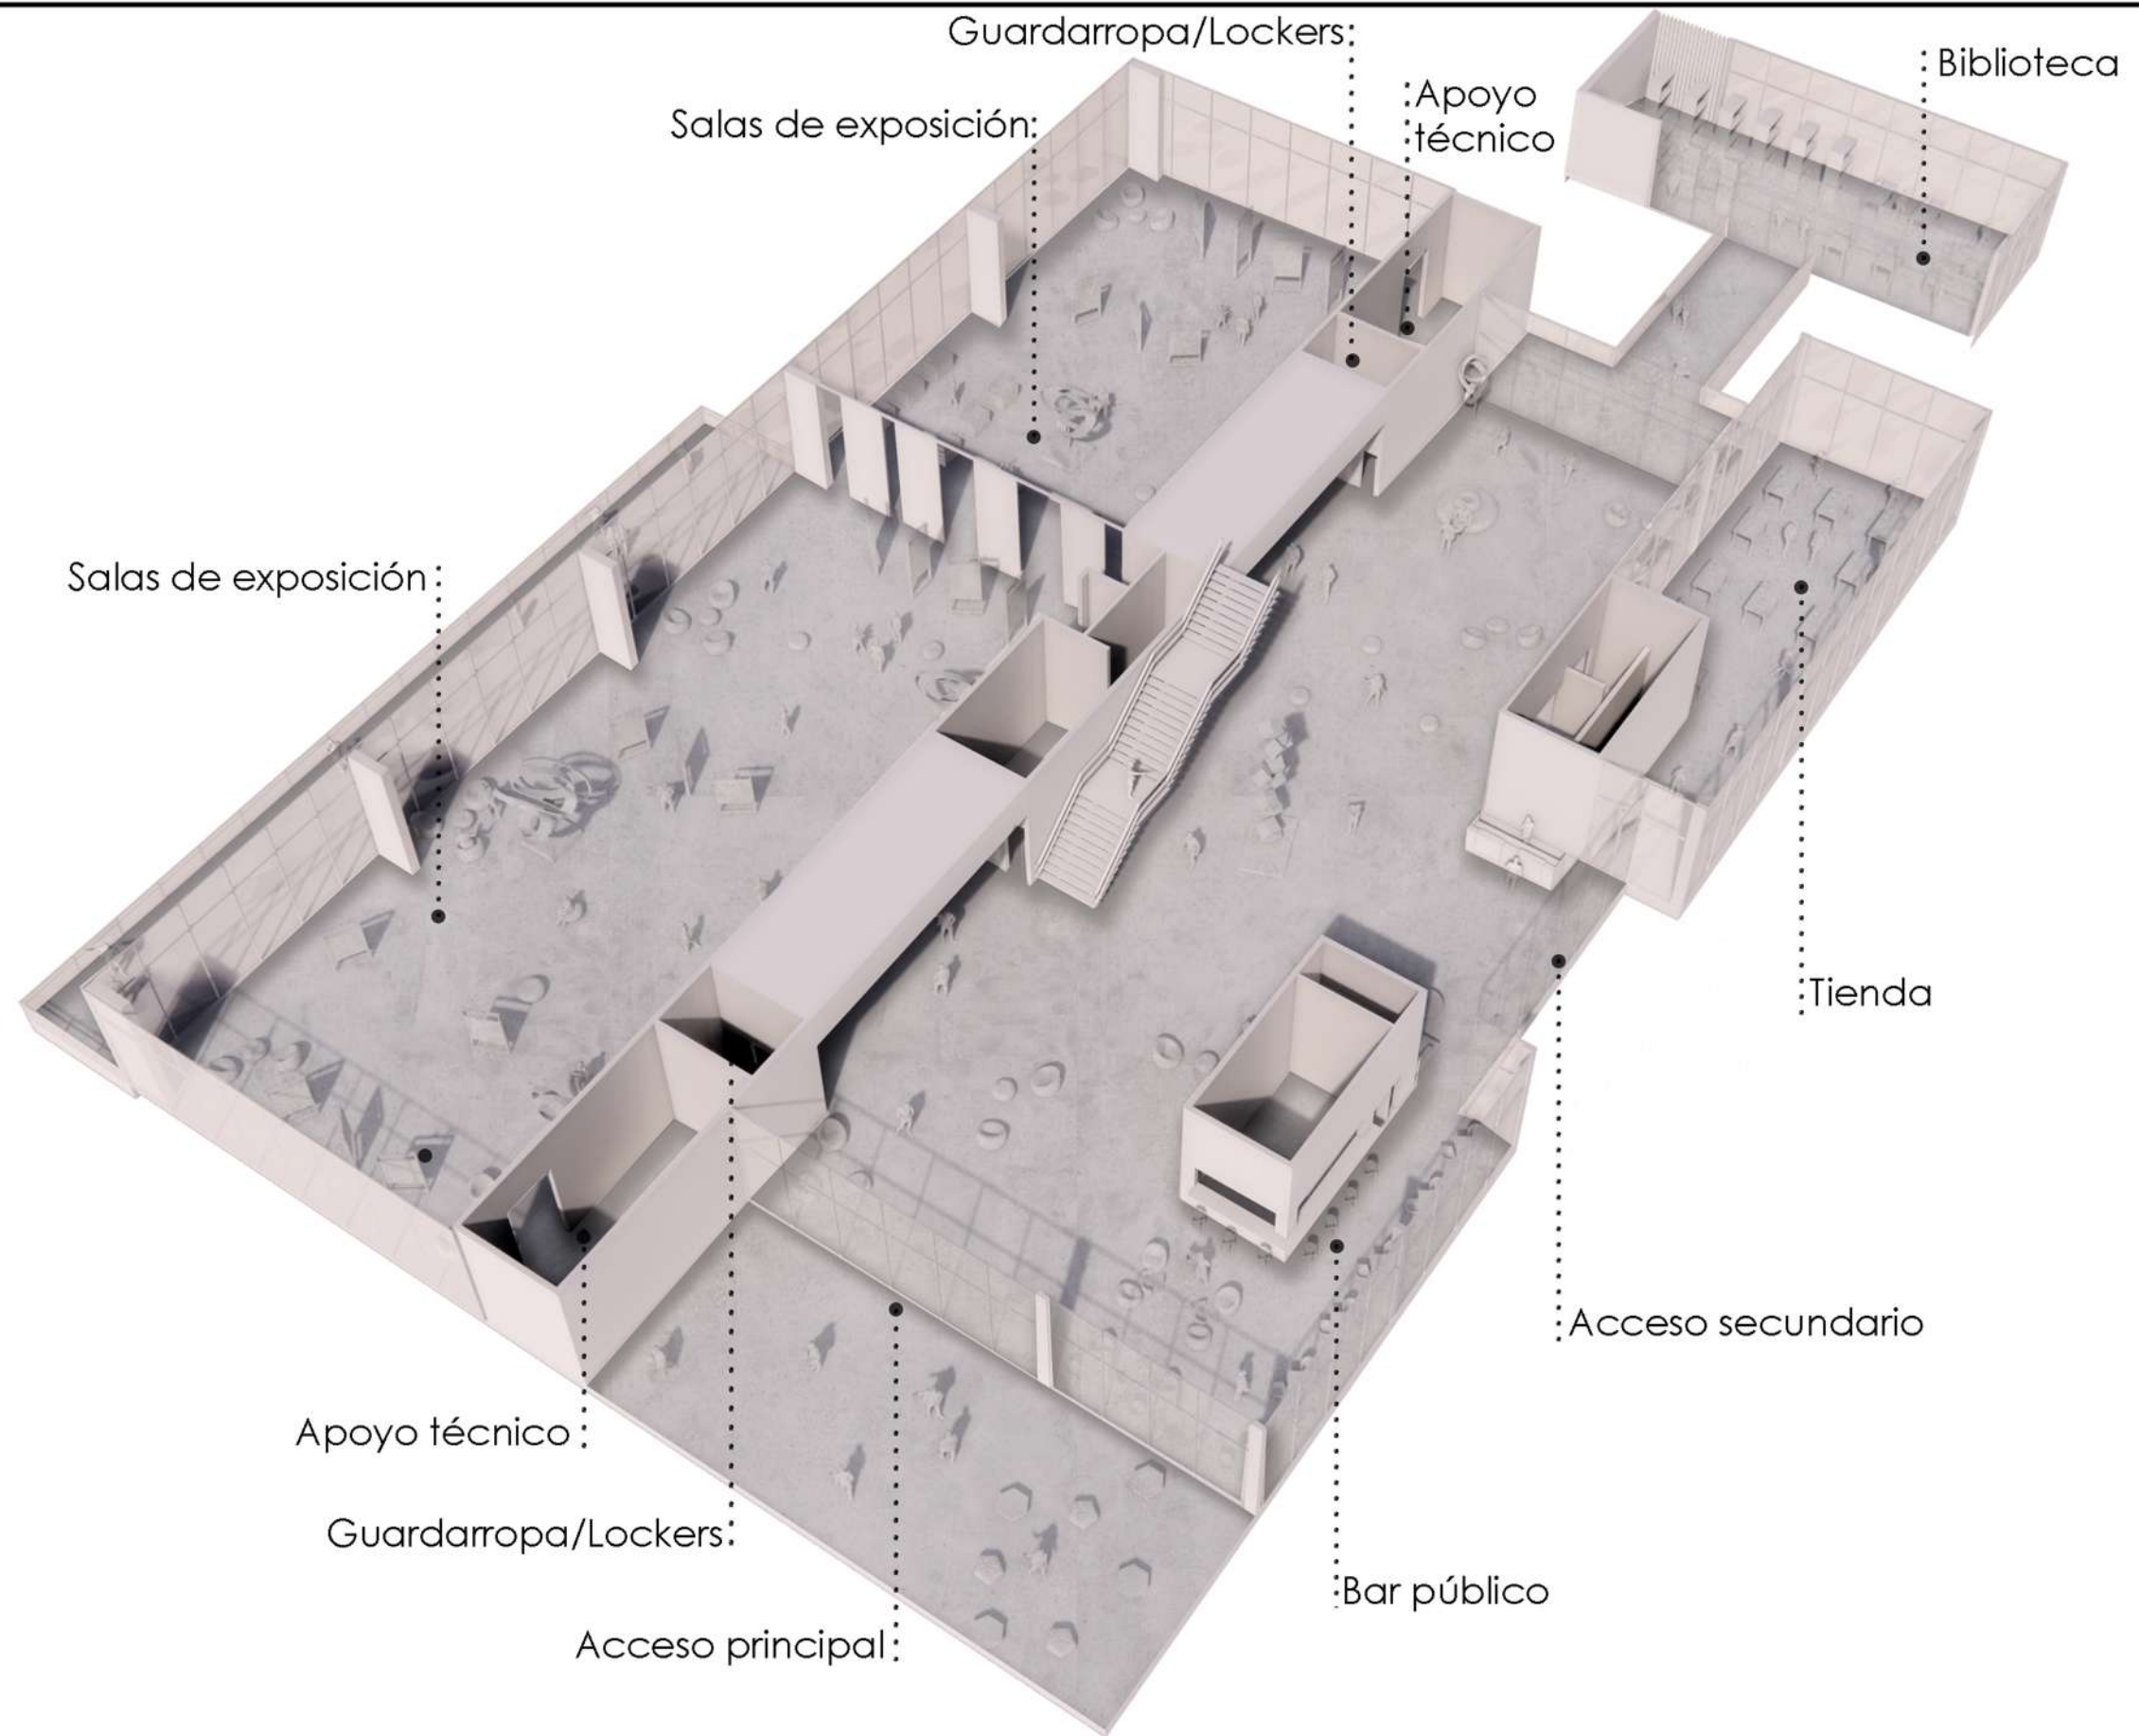 Guardarropa/Lockers
Biblioteca
Apoyo
técnico
Salas de exposición
Salas de exposición
Tienda
Acceso secundario
Apoyo técnico
Guardarropa/Lockers
Bar público
Acceso principal